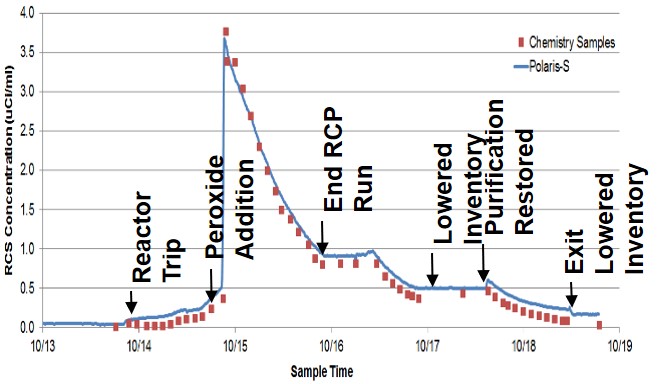 4.0
3.5
3.0
2.5
2.0
1.5
1.0
0.5
0.0
RCS Concentration (uCi/ml)
Chemistry Samples
Polaris-S
Reactor
Trip
Peroxide
Addition
End RCP
Run
Lowered
Inventory
Purification
Restored
Exit
Lowered
Inventory
10/13 10/14 10/15 10/16 10/17 10/18 10/19
Sample Time